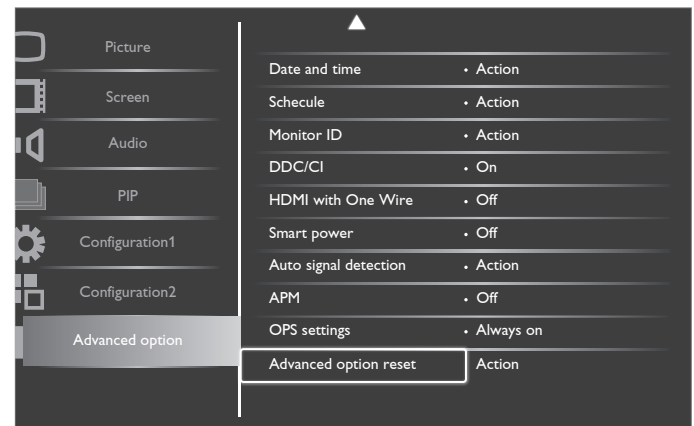 Picture
Screen
Audio
PIP
Configuration1
Configuration2
Advanced option
Date and time • Action
Schecule • Action
Monitor ID • Action
DDC/CI • On
HDMI with One Wire • Off
Smart power • Off
Auto signal detection • Action
APM • Off
OPS settings • Always on
Advanced option reset Action